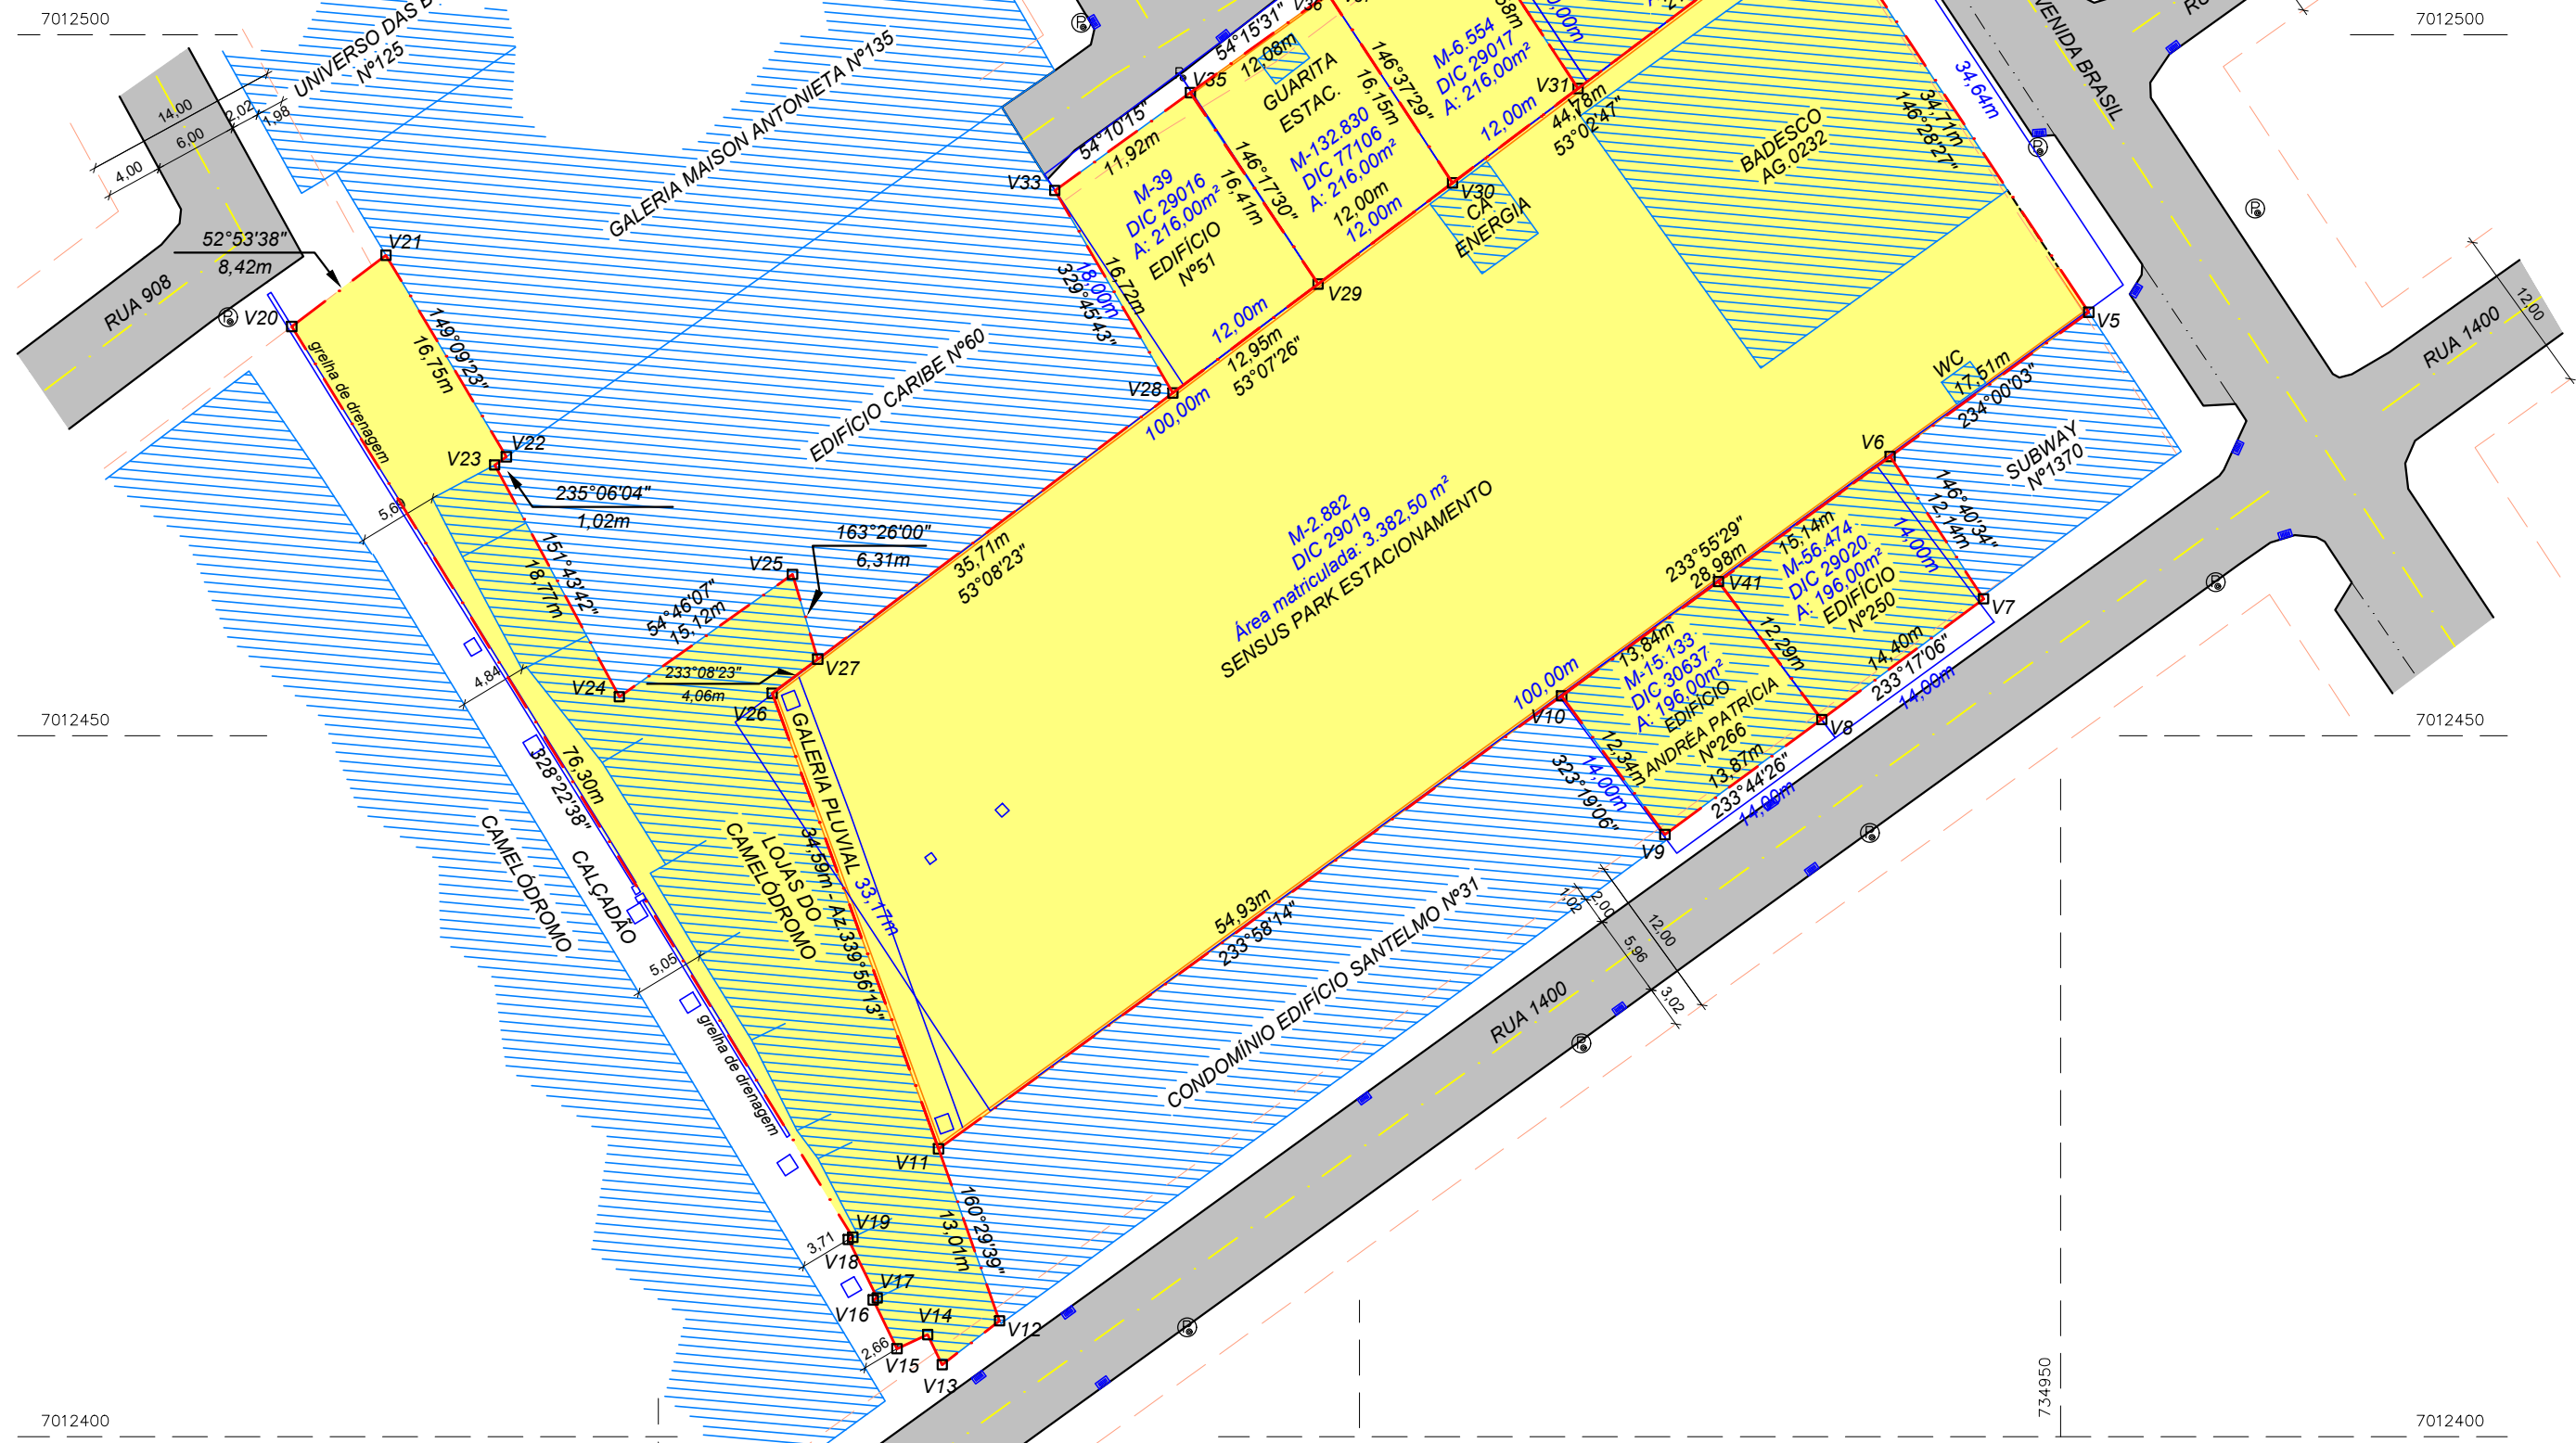 7012500
7012500
UNIVERSO DAS
Nº125
14,00
6,00
2,02
1,98
4,00
GALERIA MAISON ANTONIETA Nº135
54°15'31"
V36
12,08m
V35
54°10'15"
11,92m
V33
GUARITA
ESTAC.
M-132.830
DIC 77106
A: 216,00m²
12,00m
12,00m
M-6.554
DIC 29017
A: 216,00m²
12,00m
146°37'29"
16,15m
V31
44,78m
53°02'47"
BADESCO
AG.0232
34,71m
146°28'27"
34,64m
VENIDA BRASIL
RUA 1400
12,00
V5
WC
17,51m
234°00'03"
SUBWAY
Nº1370
V6
146°40'34"
12,14m
14,00m
V30
CA.
ENERGIA
M-39
DIC 29016
A: 216,00m²
EDIFÍCIO
Nº51
146°17'30"
16,41m
16,72m
18,00m
329°45'43"
12,00m
V29
12,95m
53°07'26"
V28
100,00m
EDIFÍCIO CARIBE Nº60
52°53'38"
8,42m
V21
RUA 908
V20
grelha de drenagem
149°09'23"
16,75m
V22
V23
235°06'04"
1,02m
163°26'00"
6,31m
151°43'42"
18,77m
V25
54°46'07"
15,12m
V24
233°08'23"
4,06m
V27
V26
35,71m
53°08'23"
M-2.882
DIC 29019
Área matriculada: 3.382,50 m²
SENSUS PARK ESTACIONAMENTO
233°55'29"
28,98m
15,14m
M-56.474
DIC 29020
A: 196,00m²
EDIFÍCIO
Nº250
V41
12,29m
V7
14,40m
233°17'06"
14,00m
V8
100,00m
V10
13,84m
M-15.133
DIC 30637
A: 196,00m²
EDIFÍCIO
ANDRÉA PATRÍCIA
Nº266
12,34m
14,00m
323°19'06"
13,87m
233°44'26"
14,00m
V9
7012450
7012450
4,84
76,30m
328°22'38"
CALÇADÃO
CAMELÓDROMO
LOJAS DO
CAMELÓDROMO
GALERIA PLUVIAL
33,17m
34,59m - Az.339°56'13"
54,93m
233°58'14"
CONDOMÍNIO EDIFÍCIO SANTELMO Nº31
1,02
2,00
12,00
5,96
3,02
RUA 1400
5,05
grelha de drenagem
V11
160°29'39"
13,01m
V19
3,71
V18
V17
V16
V14
V12
2,66
V15
V13
734950
7012400
7012400